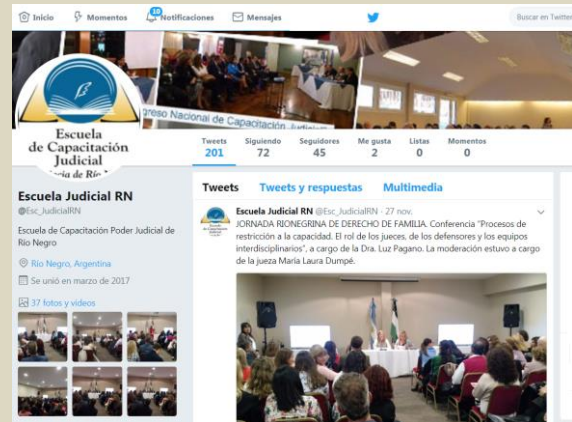 Inicio Momentos 10 Notificaciones Mensajes Buscar en Twitter
greso Nacional de Capacitación Judicial
Escuela
de Capacitación
Judicial
Tweets Siguiendo Seguidores Me gusta Listas Momentos
201 72 45 2 0 0
Escuela Judicial RN
@Esc_JudicialRN
Escuela de Capacitación Poder Judicial de
Río Negro
Río Negro, Argentina
Se unió en marzo de 2017
37 fotos y videos
Tweets Tweets y respuestas Multimedia
Escuela Judicial RN @Esc_JudicialRN · 27 nov.
JORNADA RIONEGRINA DE DERECHO DE FAMILIA. Conferencia "Procesos de
restricción a la capacidad. El rol de los jueces, de los defensores y los equipos
interdisciplinarios", a cargo de la Dra. Luz Pagano. La moderación estuvo a cargo
de la jueza María Laura Dumpé.